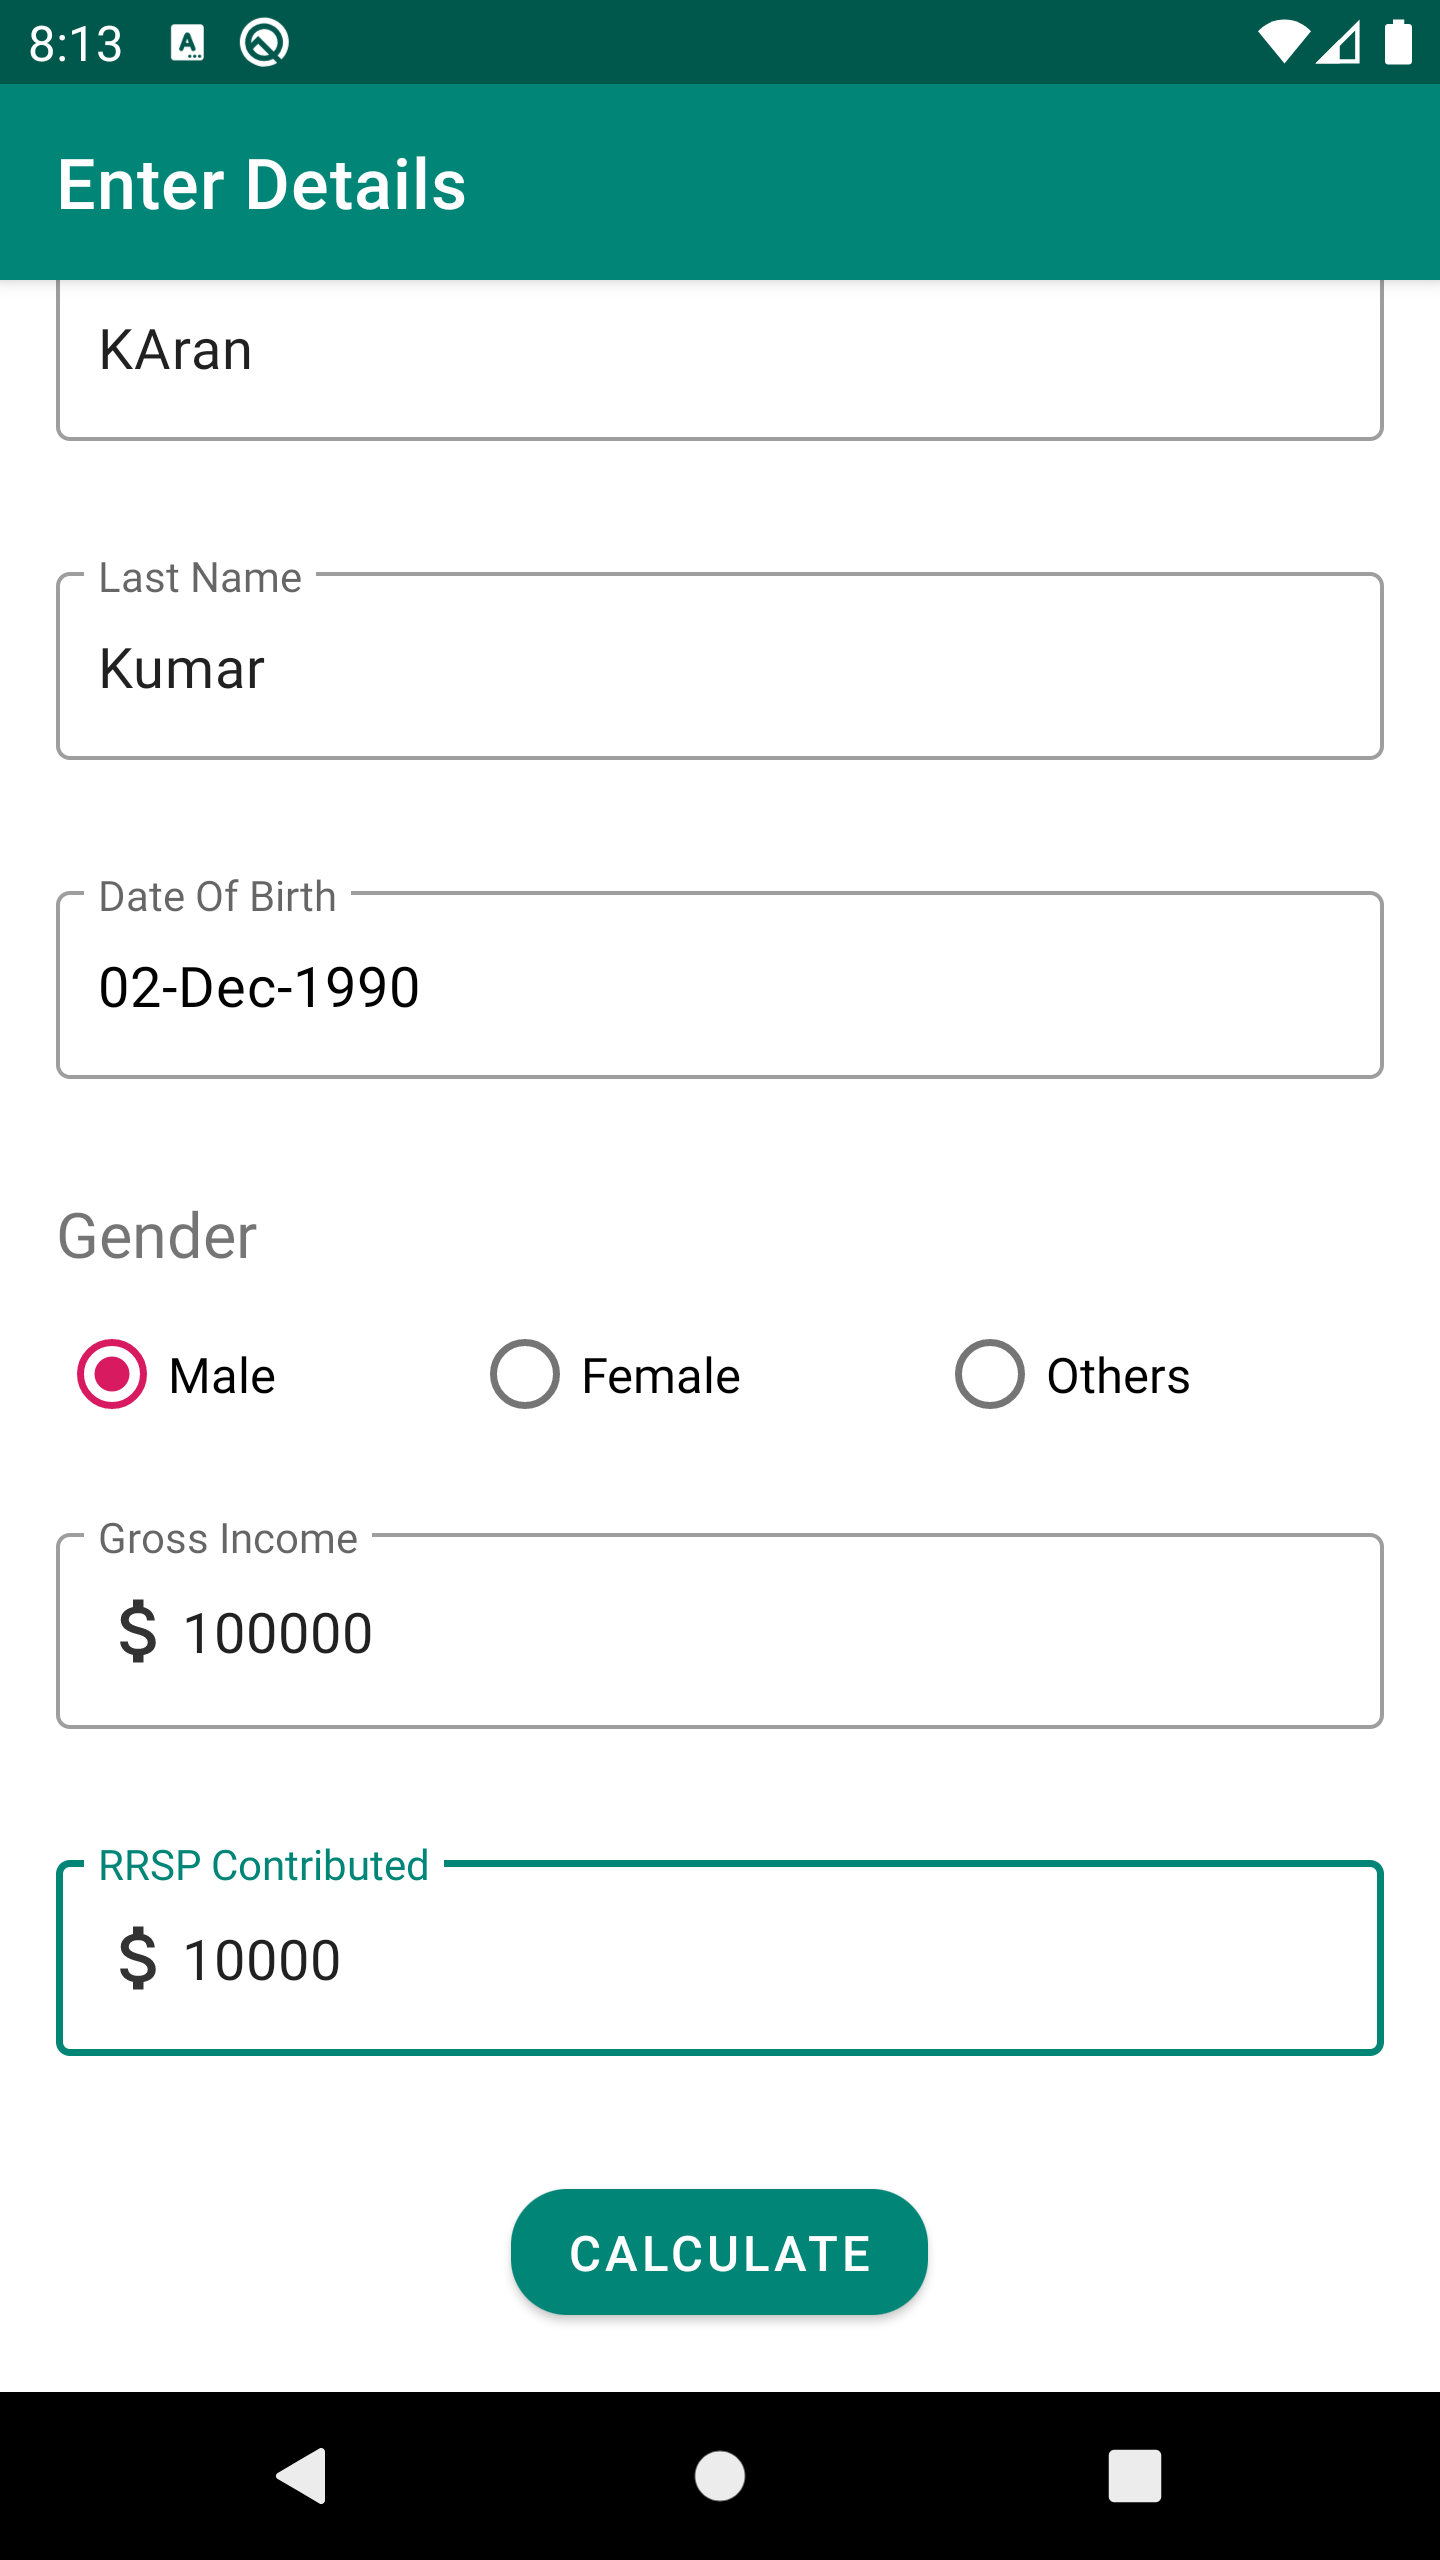 8:13
Enter Details
KAran
Last Name
Kumar
Date Of Birth
02-Dec-1990
Gender
Male Female Others
Gross Income
$ 100000
RRSP Contributed
$ 10000
CALCULATE